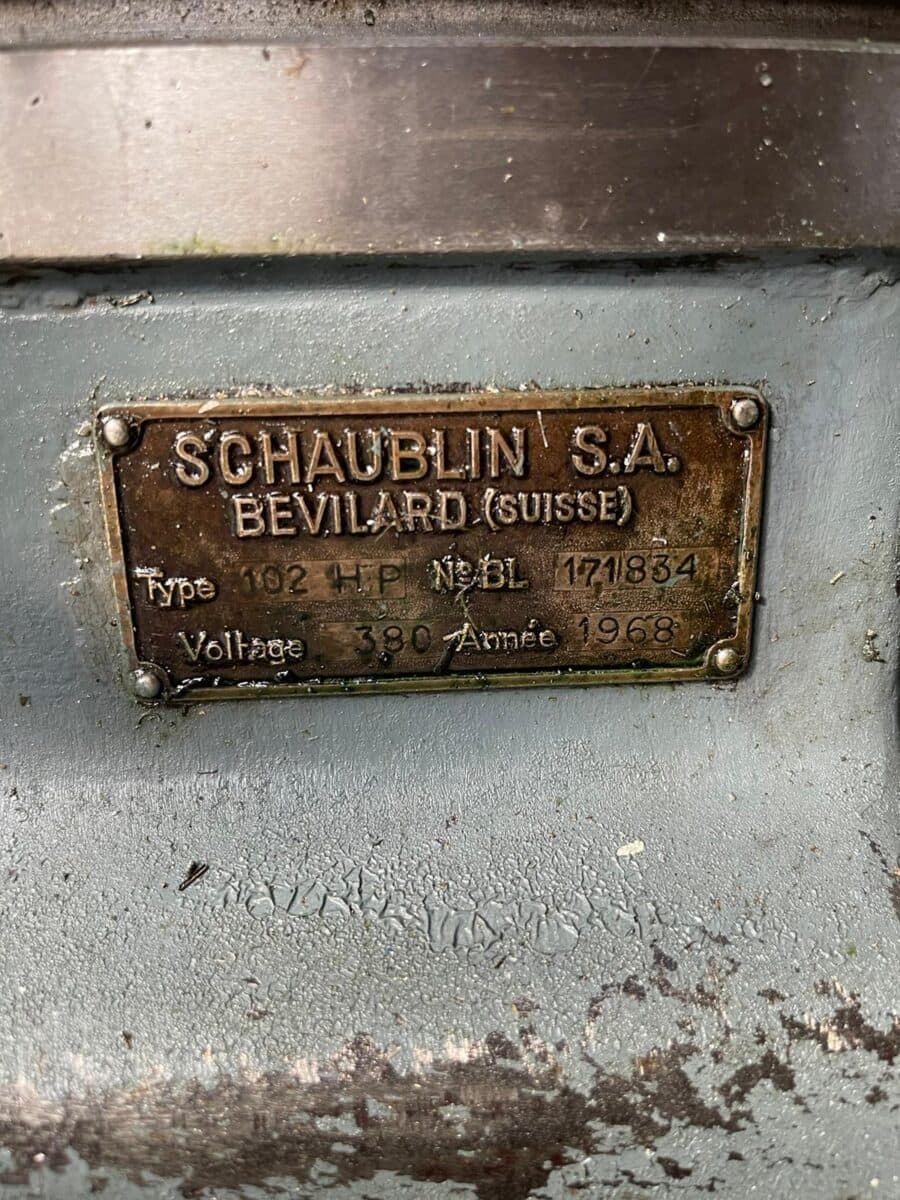 SCHAUBLIN S.A.
BEVILARD (SUISSE)
Type 102 H P Nº BL 171834
Voltage 380 Année 1968